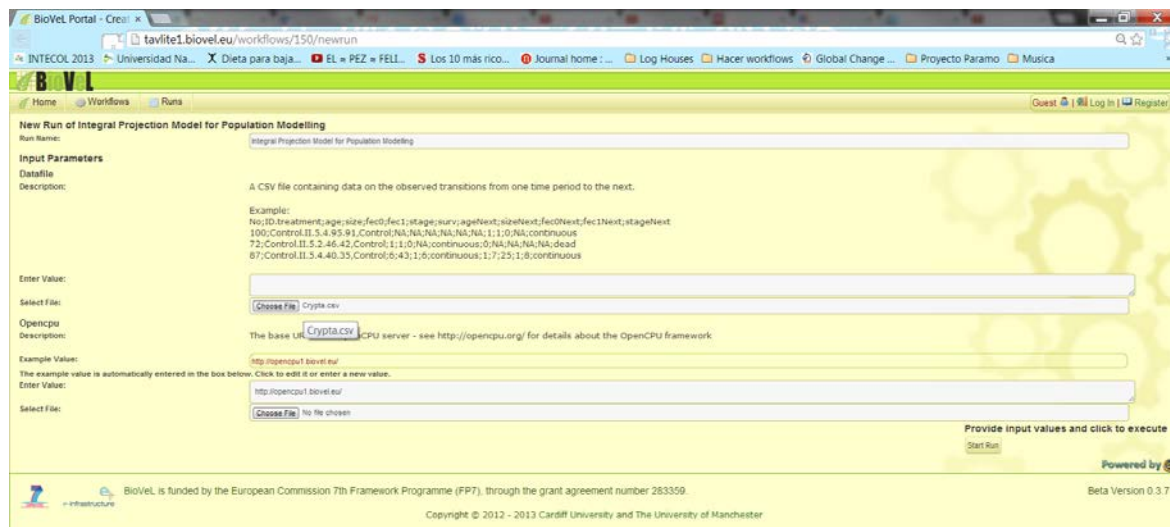 BioVeL Portal - Creat
tavlite1.biovel.eu/workflows/150/newrun
INTECOL 2013 Universidad Na... Dieta para baja... EL = PEZ = FELI... Los 10 más rico... Journal home : ... Log Houses Hacer workflows Global Change ... Proyecto Paramo Musica
BioVeL
Home Workflows Runs Guest | Log In | Register
New Run of Integral Projection Model for Population Modelling
Run Name: Integral Projection Model for Population Modelling
Input Parameters
Datafile
Description: A CSV file containing data on the observed transitions from one time period to the next.
Example:
No;ID.treatment;age;size;fec0;fec1;stage;surv;ageNext;sizeNext;fec0Next;fec1Next;stageNext
100;Control.II.5.4.95.91,Control;NA;NA;NA;NA;NA;NA;1;1;0;NA;continuous
72;Control.II.5.2.46.42,Control;1;1;0;NA;continuous;0;NA;NA;NA;NA;dead
87;Control.II.5.4.40.35,Control;6;43;1;6;continuous;1;7;25;1;8;continuous
Enter Value:
Select File: Choose File Crypta.csv
Opencpu
Crypta.csv
Description: The base UR CPU server - see http://opencpu.org/ for details about the OpenCPU framework
Example Value: http://opencpu1.biovel.eu/
The example value is automatically entered in the box below. Click to edit it or enter a new value.
Enter Value: http://opencpu1.biovel.eu/
Select File: Choose File No file chosen
Provide input values and click to execute
Start Run
Powered by
BioVeL is funded by the European Commission 7th Framework Programme (FP7), through the grant agreement number 283359. Beta Version 0.3.7
e-infrastructure
Copyright © 2012 - 2013 Cardiff University and The University of Manchester